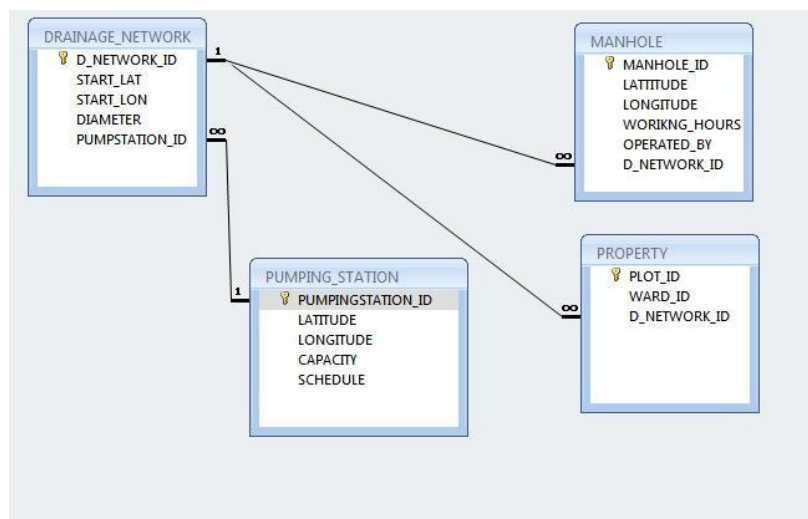 DRAINAGE_NETWORK
D_NETWORK_ID
START_LAT
START_LON
DIAMETER
PUMPSTATION_ID
1
∞
MANHOLE
MANHOLE_ID
LATTITUDE
LONGITUDE
WORIKNG_HOURS
OPERATED_BY
D_NETWORK_ID
∞
PUMPING_STATION
PUMPINGSTATION_ID
LATITUDE
LONGITUDE
CAPACITY
SCHEDULE
1
PROPERTY
PLOT_ID
WARD_ID
D_NETWORK_ID
∞